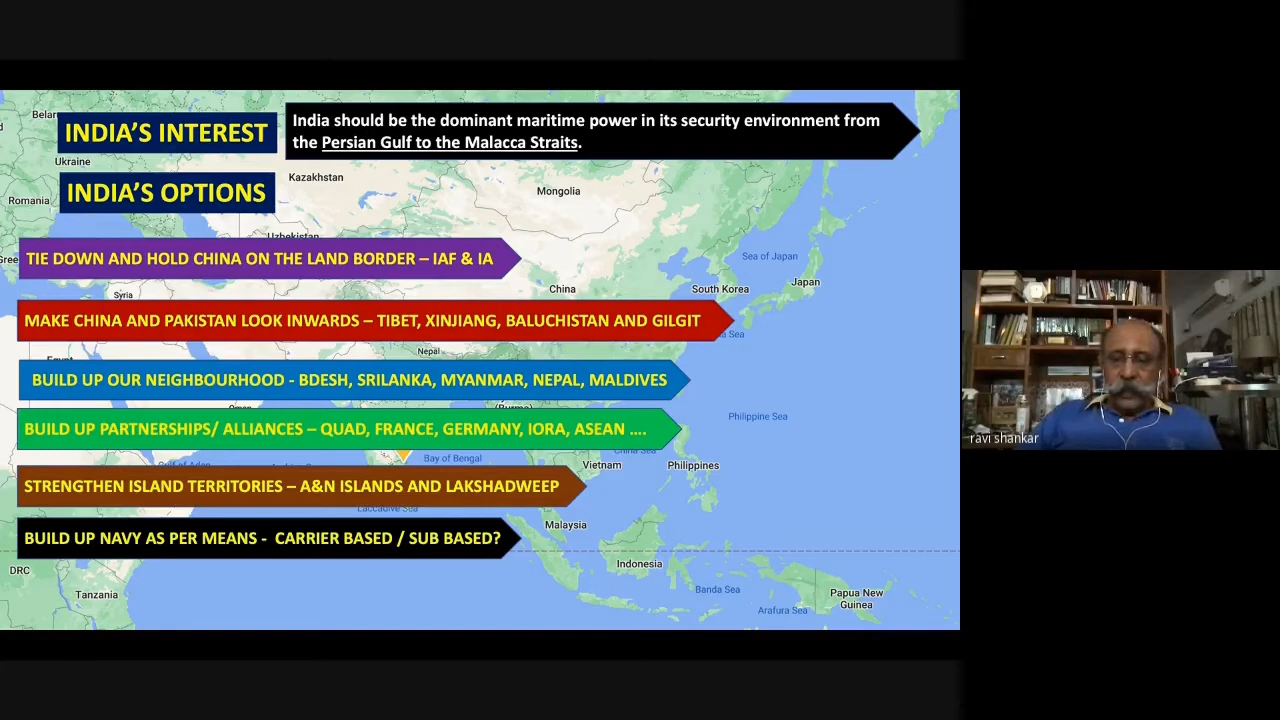 INDIA'S INTEREST
India should be the dominant maritime power in its security environment from
the Persian Gulf to the Malacca Straits.
INDIA'S OPTIONS
TIE DOWN AND HOLD CHINA ON THE LAND BORDER – IAF & IA
MAKE CHINA AND PAKISTAN LOOK INWARDS – TIBET, XINJIANG, BALUCHISTAN AND GILGIT
BUILD UP OUR NEIGHBOURHOOD - BDESH, SRILANKA, MYANMAR, NEPAL, MALDIVES
BUILD UP PARTNERSHIPS/ ALLIANCES – QUAD, FRANCE, GERMANY, IORA, ASEAN ....
STRENGTHEN ISLAND TERRITORIES – A&N ISLANDS AND LAKSHADWEEP
BUILD UP NAVY AS PER MEANS - CARRIER BASED / SUB BASED?
Belar
Ukraine
Romania
Kazakhstan
Mongolia
Uzbekistan
Sea of Japan
Japan
South Korea
China
Syria
Nepal
Philippine Sea
Bay of Bengal
Vietnam
Philippines
Laccadive Sea
Malaysia
Indonesia
DRC
Tanzania
Banda Sea
Papua New
Guinea
Arafura Sea
ravi shankar